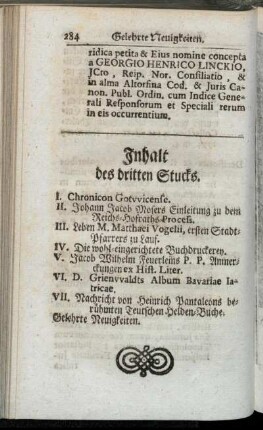 284 Gelehrte Neuigkeiten.
ridica petita & Eius nomine concepta
a GEORGIO HENRICO LINCKIO,
JCto, Reip. Nor. Consiliatio, &
in alma Altorfina Cod. & Juris Ca-
non. Publ. Ordin. cum Indice Gene-
rali Responsorum et Speciali rerum
in eis occurrentium.
Inhalt
des dritten Stucks.
I. Chronicon Gotvvicense.
II. Johann Jacob Mosers Einleitung zu dem
Reichs-Hofraths-Proceß.
III. Leben M. Matthaei Vogelii, ersten Stadt-
Pfarrers zu Lauf.
IV. Die wohl-eingerichtete Buchdruckerey.
V. Jacob Wilhelm Feuerleins P. P. Anmer-
ckungen ex Hist. Liter.
VI. D. Grienvvaldts Album Bavariae Ia-
tricae.
VII. Nachricht von Heinrich Pantaleons be-
rühmten Teutschen Helden-Buche.
Gelehrte Neuigkeiten.